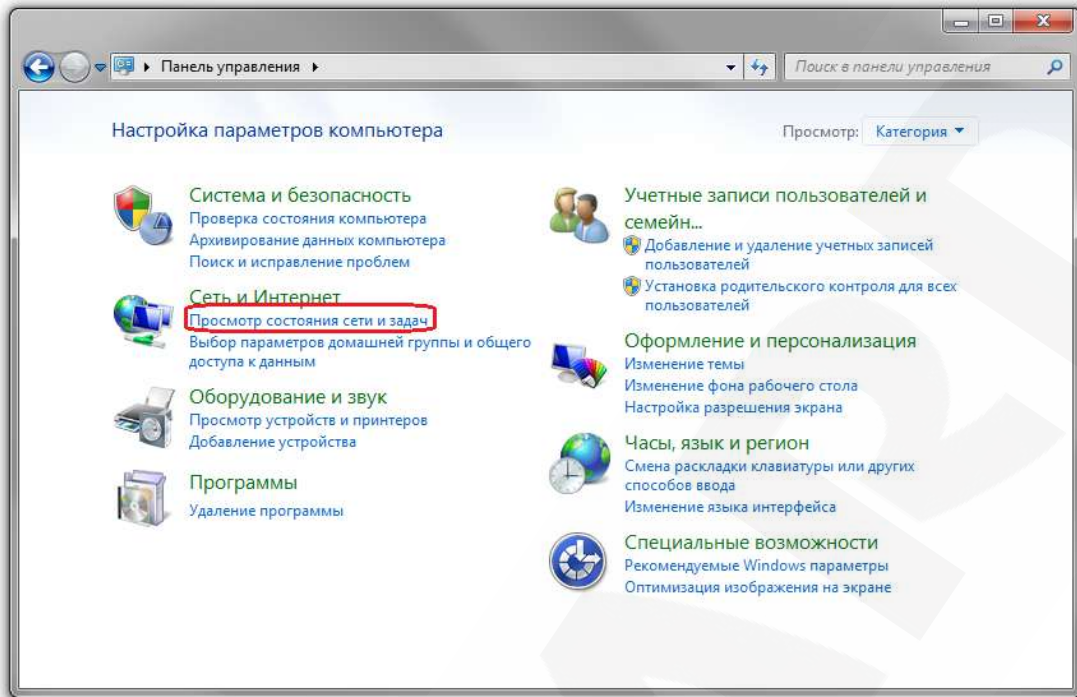 Панель управления
Поиск в панели управления
Настройка параметров компьютера
Просмотр: Категория
Система и безопасность
Проверка состояния компьютера
Архивирование данных компьютера
Поиск и исправление проблем
Сеть и Интернет
Просмотр состояния сети и задач
Выбор параметров домашней группы и общего
доступа к данным
Оборудование и звук
Просмотр устройств и принтеров
Добавление устройства
Программы
Удаление программы
Учетные записи пользователей и
семейн...
Добавление и удаление учетных записей
пользователей
Установка родительского контроля для всех
пользователей
Оформление и персонализация
Изменение темы
Изменение фона рабочего стола
Настройка разрешения экрана
Часы, язык и регион
Смена раскладки клавиатуры или других
способов ввода
Изменение языка интерфейса
Специальные возможности
Рекомендуемые Windows параметры
Оптимизация изображения на экране